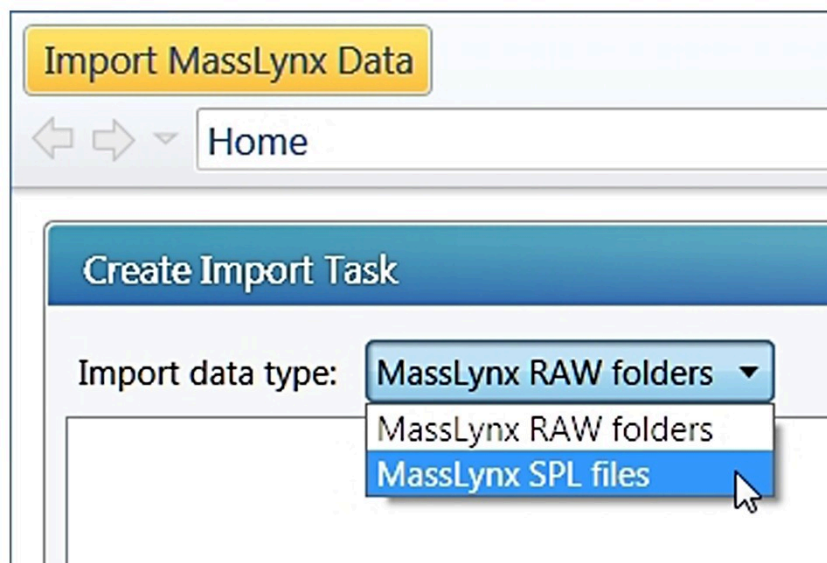 Import MassLynx Data
Home
Create Import Task
Import data type: MassLynx RAW folders
MassLynx RAW folders
MassLynx SPL files